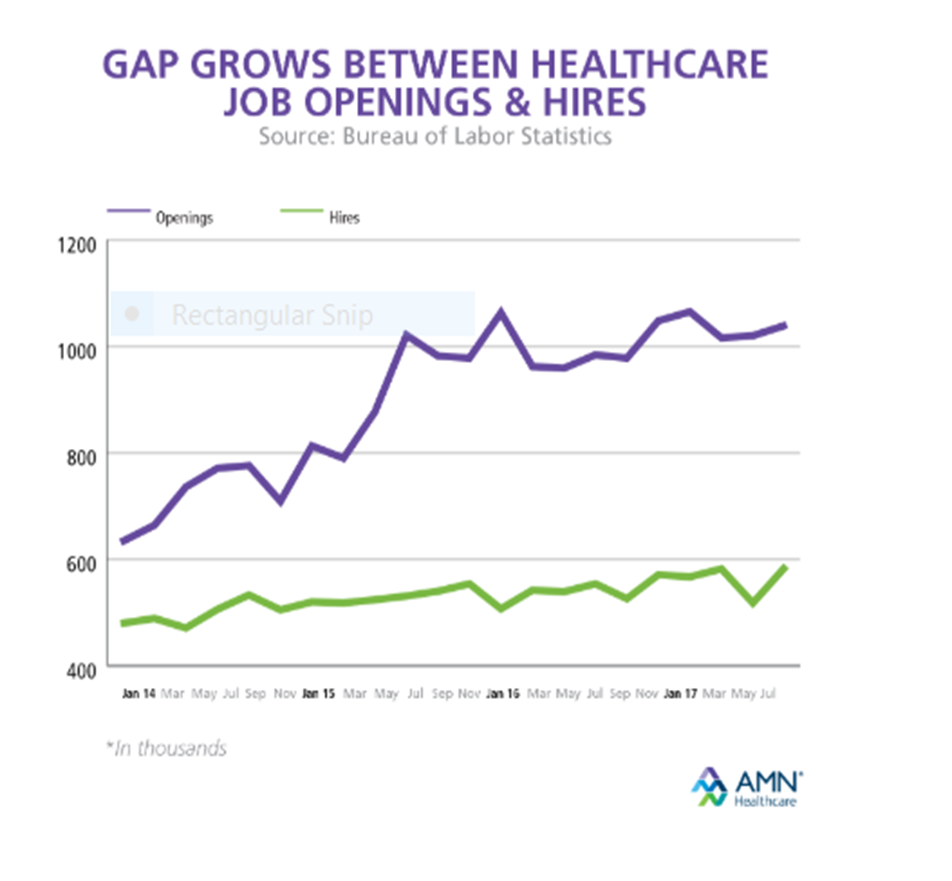 GAP GROWS BETWEEN HEALTHCARE
JOB OPENINGS & HIRES
Source: Bureau of Labor Statistics
Openings Hires
1200
Rectangular Snip
1000
800
600
400
Jan 14 Mar May Jul Sep Nov Jan 15 Mar May Jul Sep Nov Jan 16 Mar May Jul Sep Nov Jan 17 Mar May Jul
*In thousands
AMN®
Healthcare